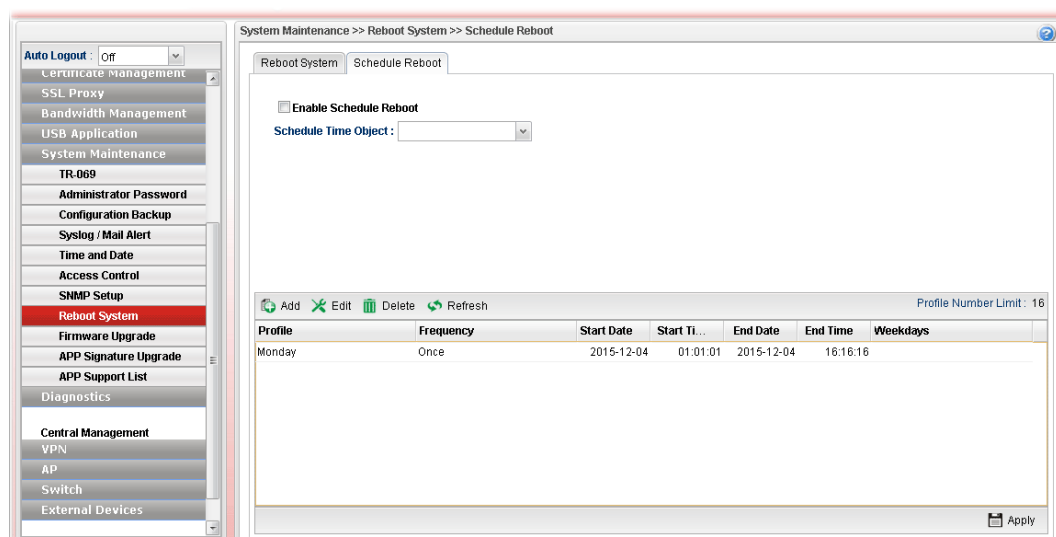 System Maintenance >> Reboot System >> Schedule Reboot
Auto Logout : Off
Certificate Management
SSL Proxy
Bandwidth Management
USB Application
System Maintenance
TR-069
Administrator Password
Configuration Backup
Syslog / Mail Alert
Time and Date
Access Control
SNMP Setup
Reboot System
Firmware Upgrade
APP Signature Upgrade
APP Support List
Diagnostics
Central Management
VPN
AP
Switch
External Devices
Reboot System Schedule Reboot
Enable Schedule Reboot
Schedule Time Object :
Add Edit Delete Refresh Profile Number Limit : 16
Profile Frequency Start Date Start Ti... End Date End Time Weekdays
Monday Once 2015-12-04 01:01:01 2015-12-04 16:16:16
Apply